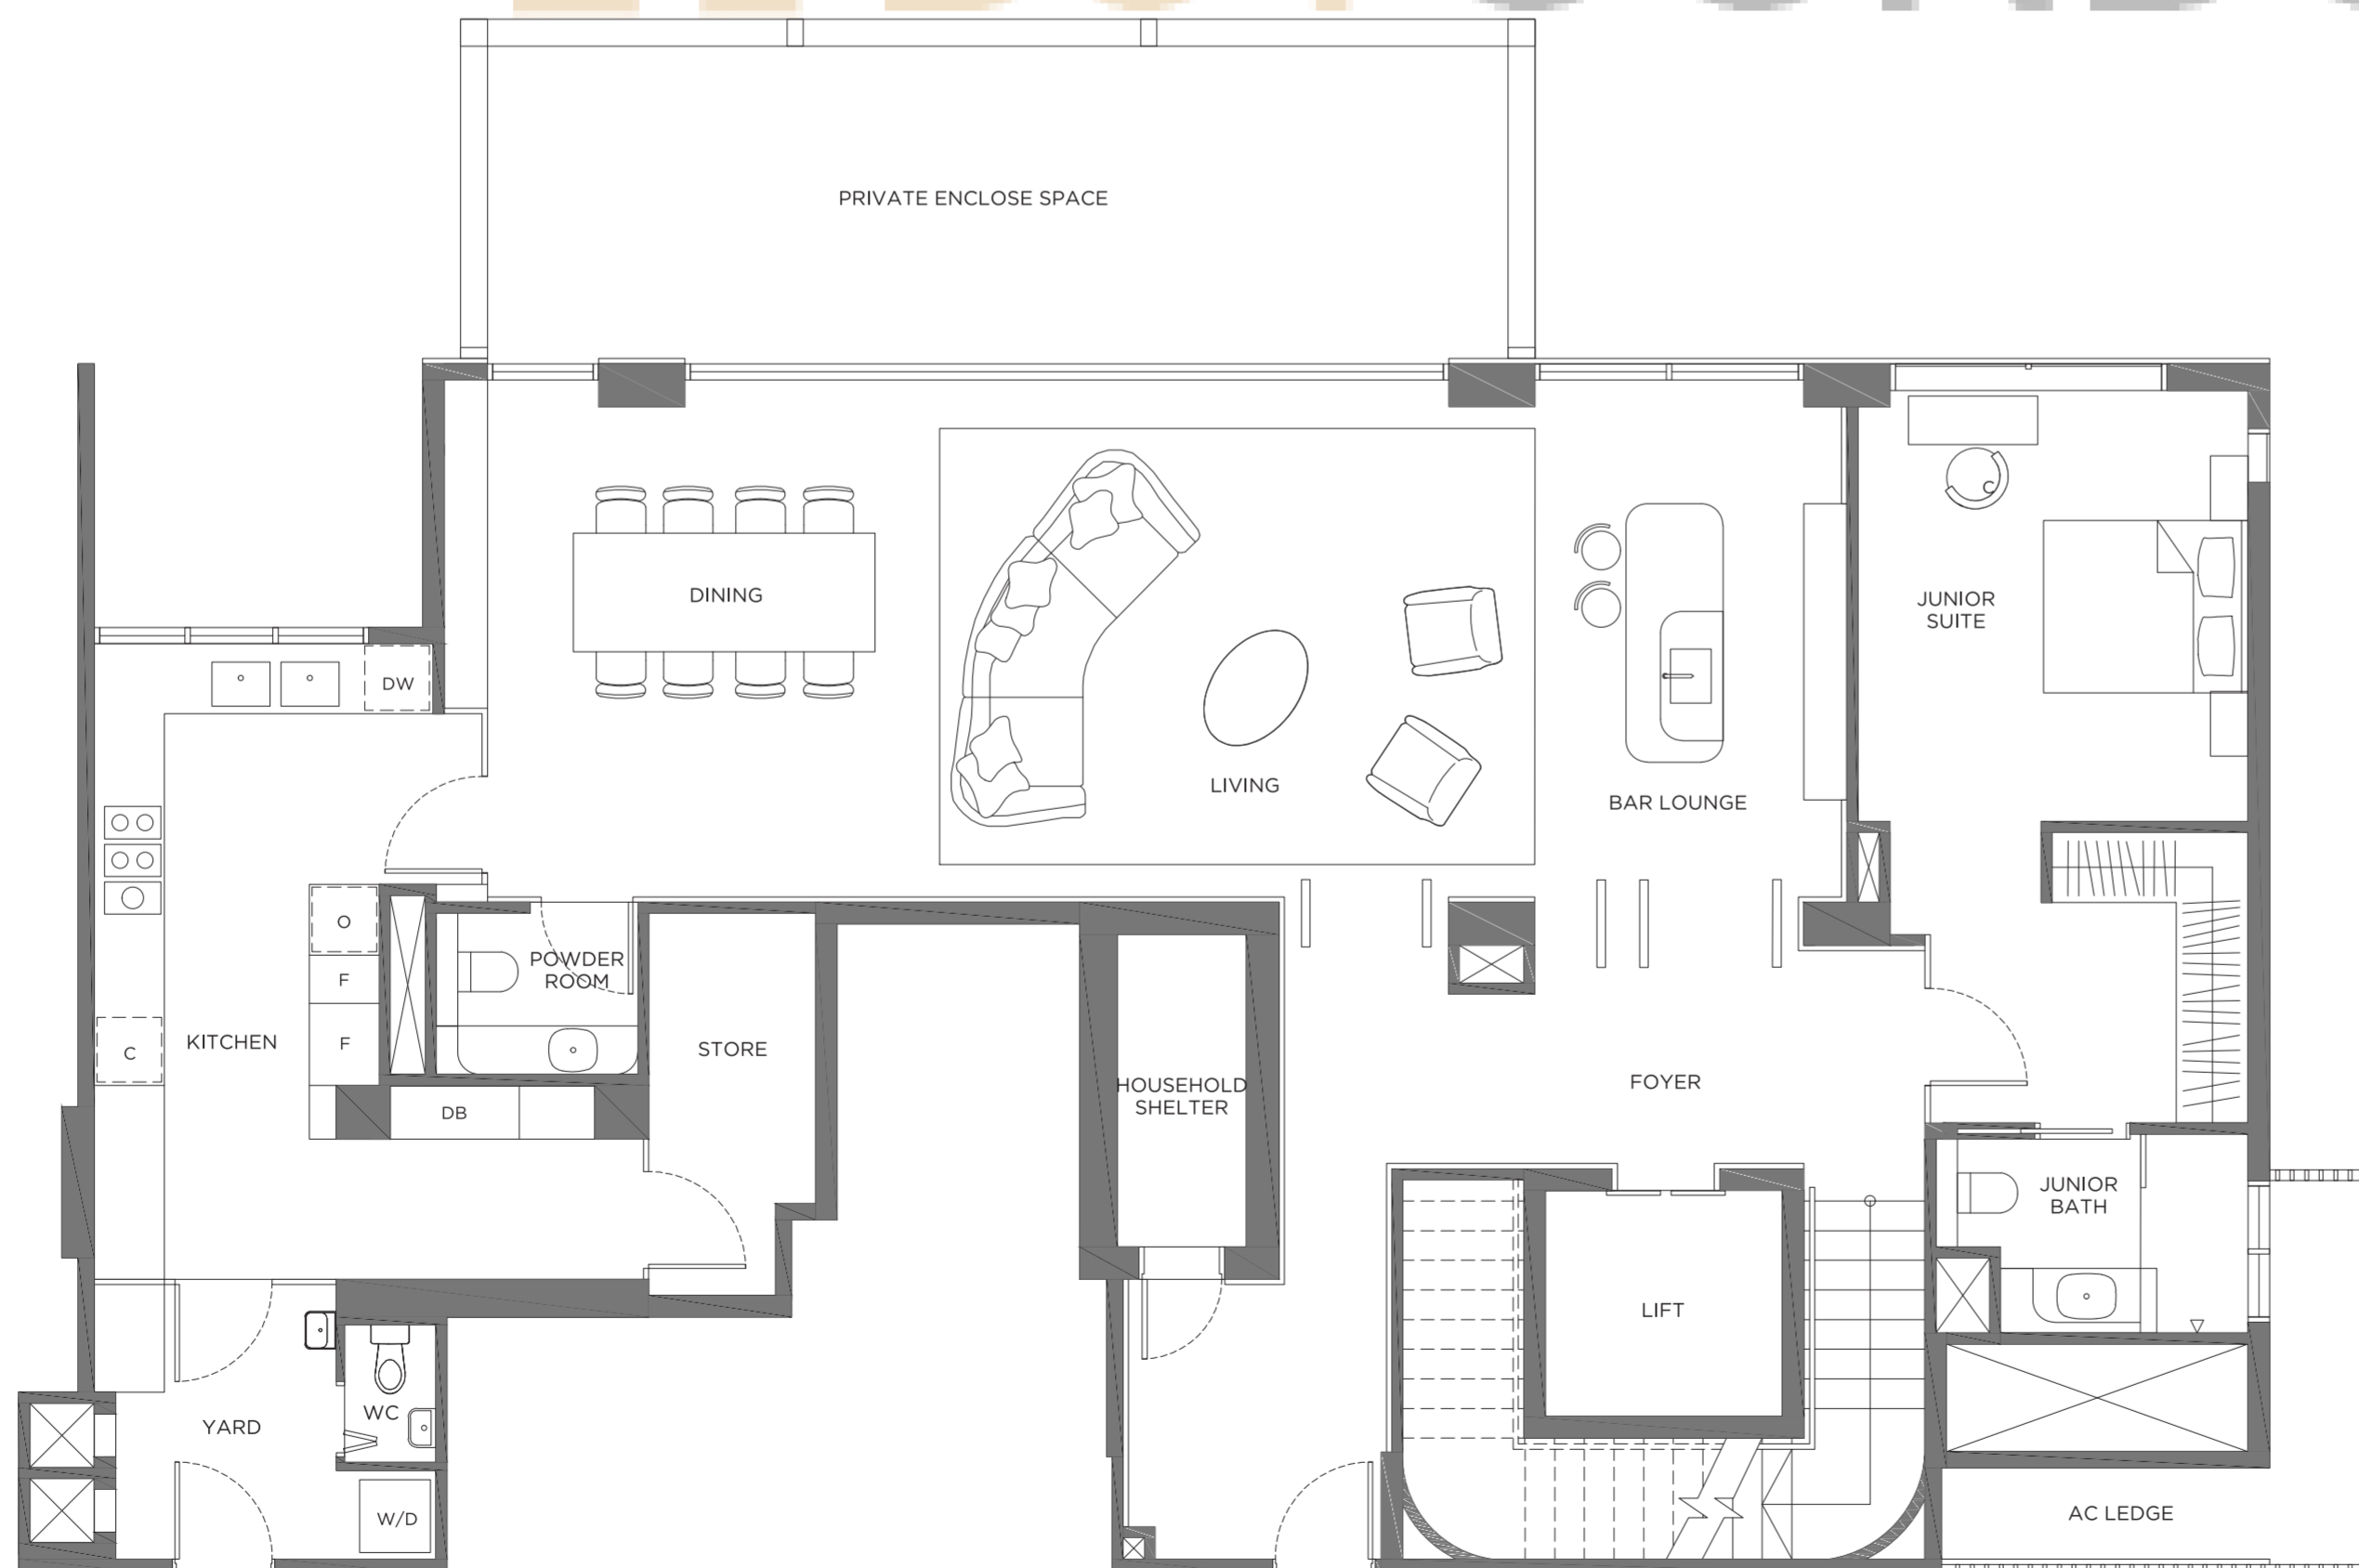 PRIVATE ENCLOSE SPACE
DINING
JUNIOR
SUITE
DW
LIVING
BAR LOUNGE
O
POWDER
ROOM
F
KITCHEN
F
STORE
C
HOUSEHOLD
SHELTER
FOYER
DB
JUNIOR
BATH
LIFT
WC
YARD
W/D
AC LEDGE